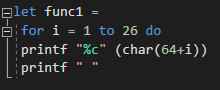 let func1 =
for i = 1 to 26 do
printf "%c" (char(64+i))
printf " "